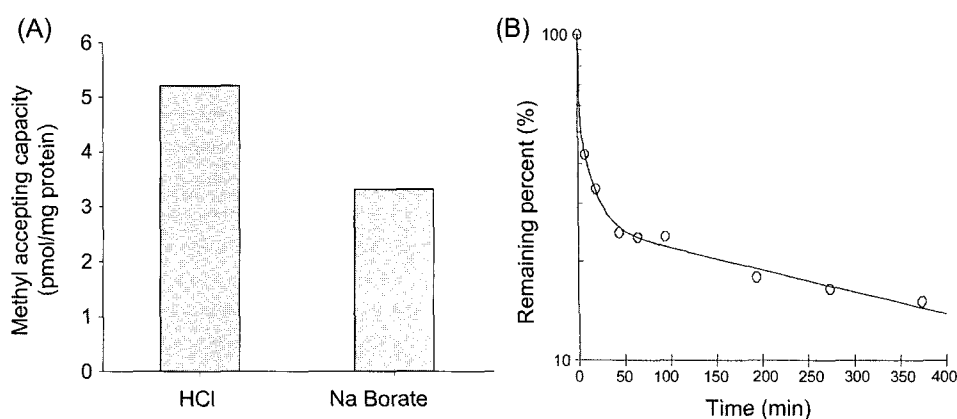 (A)
Methyl accepting capacity
(pmol/mg protein)
6
5
4
3
2
1
0
HCl
Na Borate
(B)
Remaining percent (%)
100
10
0
50
100
150
200
250
300
350
400
Time (min)